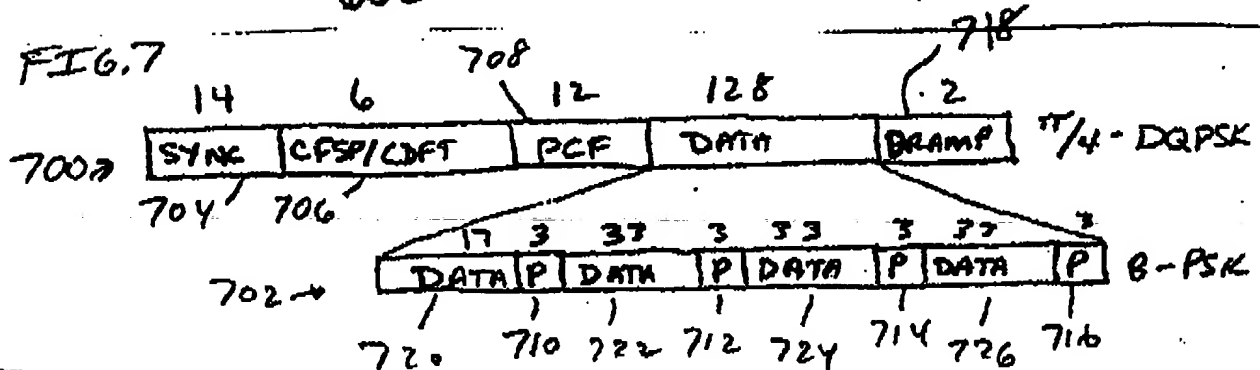 FIG.7
708
718
14 6 12 128 2
700 SYNC CFSP/CDFT PCF DATA BRAMP π/4-DQPSK
704 706
17 3 33 3 33 3 33 3
702 DATA P DATA P DATA P DATA P 8-PSK
720 710 722 712 724 714 726 716